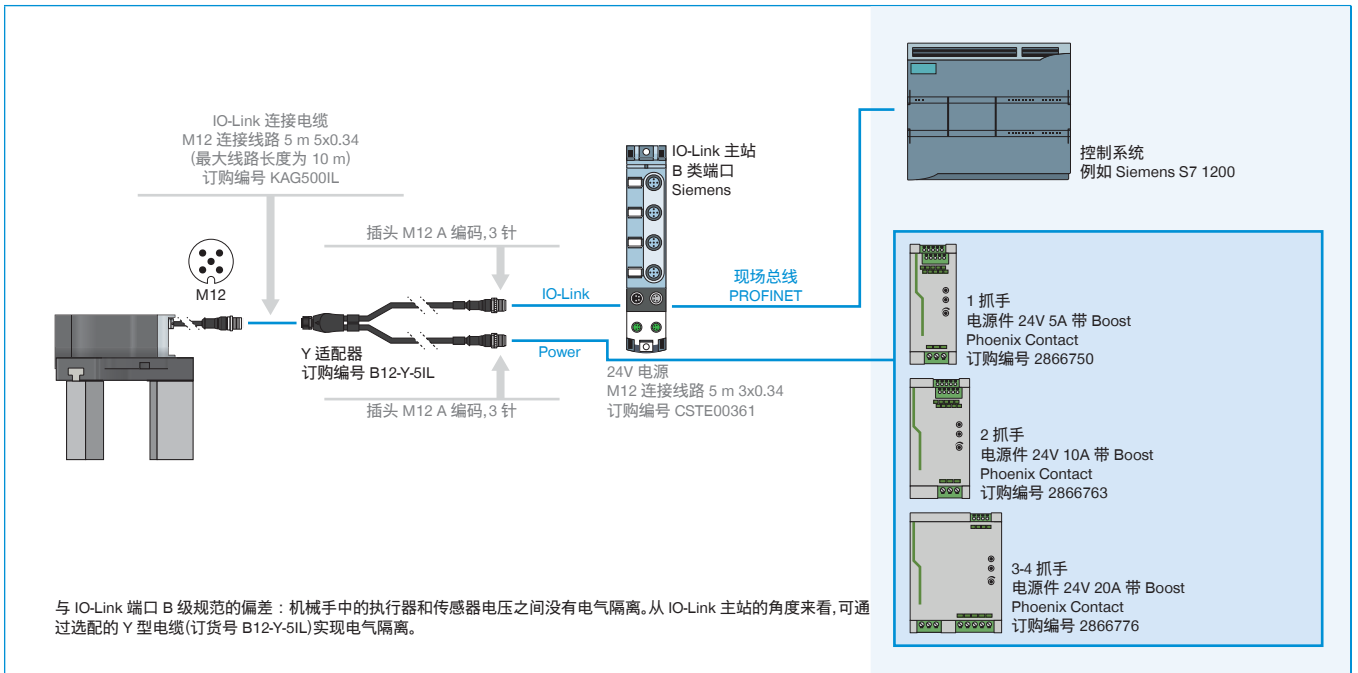 IO-Link 连接电缆
M12 连接线路 5 m 5x0.34
(最大线路长度为 10 m)
订购编号 KAG500IL
M12
插头 M12 A 编码,3 针
IO-Link
Y 适配器
订购编号 B12-Y-5IL
Power
插头 M12 A 编码,3 针
IO-Link 主站
B 类端口
Siemens
现场总线
PROFINET
24V 电源
M12 连接线路 5 m 3x0.34
订购编号 CSTE00361
控制系统
例如 Siemens S7 1200
1 抓手
电源件 24V 5A 带 Boost
Phoenix Contact
订购编号 2866750
2 抓手
电源件 24V 10A 带 Boost
Phoenix Contact
订购编号 2866763
3-4 抓手
电源件 24V 20A 带 Boost
Phoenix Contact
订购编号 2866776
与 IO-Link 端口 B 级规范的偏差：机械手中的执行器和传感器电压之间没有电气隔离。从 IO-Link 主站的角度来看,可通
过选配的 Y 型电缆(订货号 B12-Y-5IL)实现电气隔离。